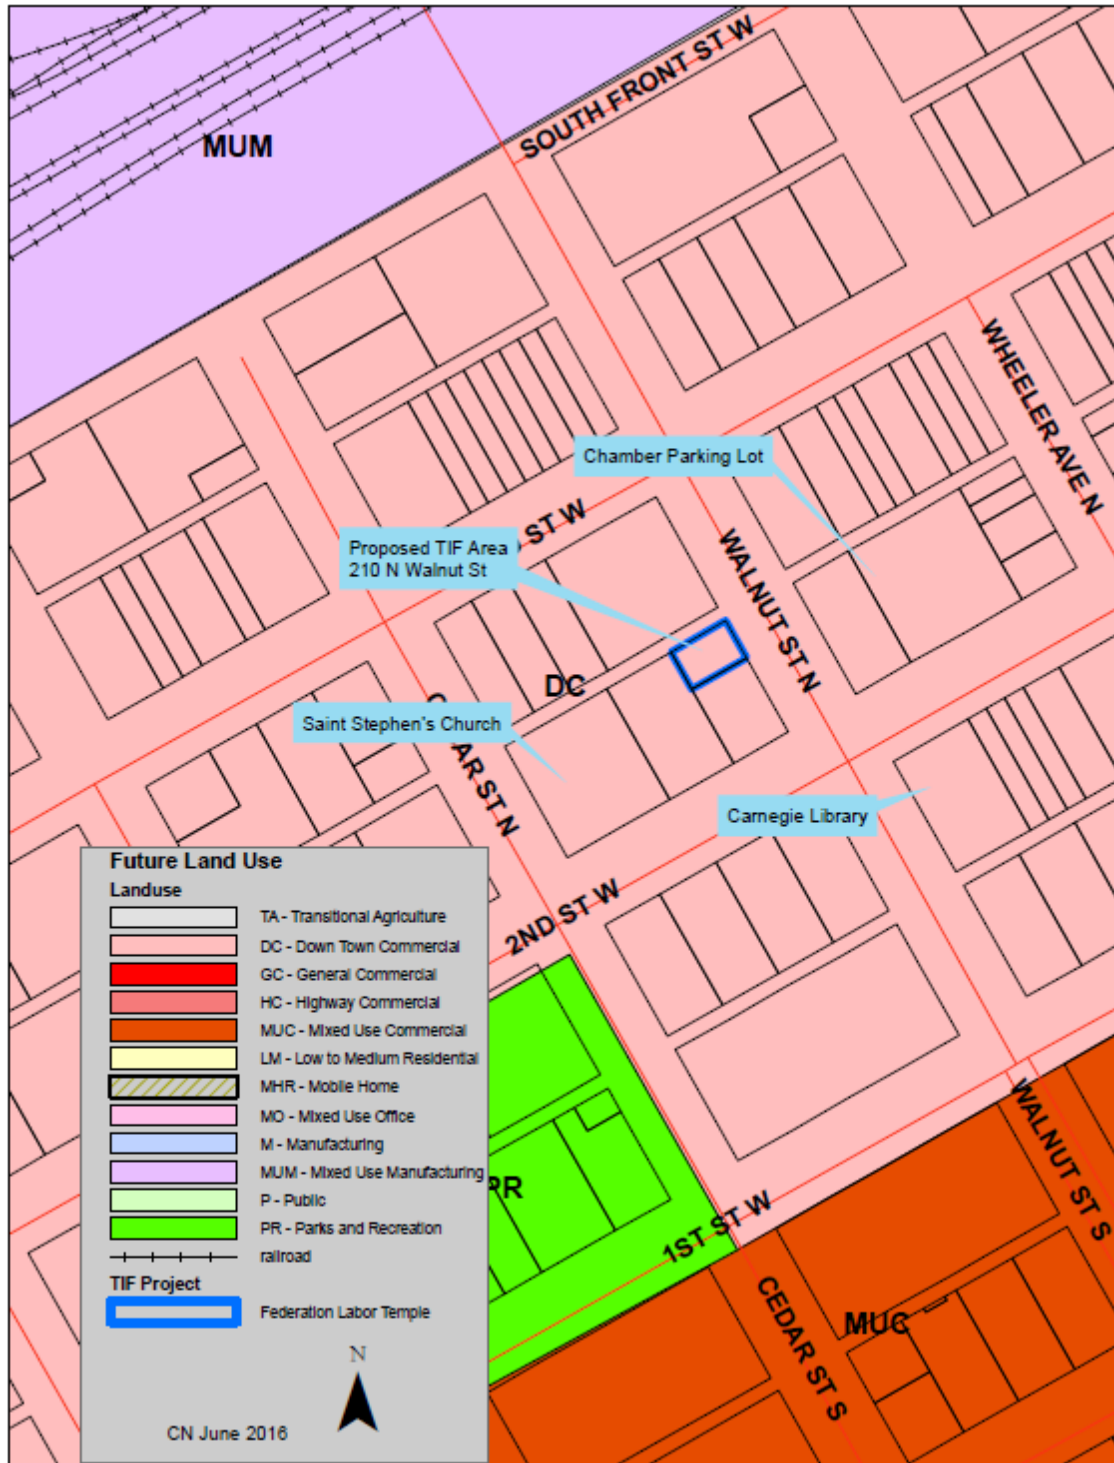 SOUTH FRONT ST W
MUM
WHEELER AVE N
Chamber Parking Lot
Proposed TIF Area
210 N Walnut St
ST W
WALNUT ST N
DC
Saint Stephen's Church
AR ST N
Carnegie Library
2ND ST W
Future Land Use
Landuse
TA - Transitional Agriculture
DC - Down Town Commercial
GC - General Commercial
HC - Highway Commercial
MUC - Mixed Use Commercial
LM - Low to Medium Residential
MHR - Mobile Home
MO - Mixed Use Office
M - Manufacturing
MUM - Mixed Use Manufacturing
P - Public
PR - Parks and Recreation
railroad
TIF Project
Federation Labor Temple
N
CN June 2016
PR
1ST ST W
WALNUT ST S
CEDAR ST S
MUC